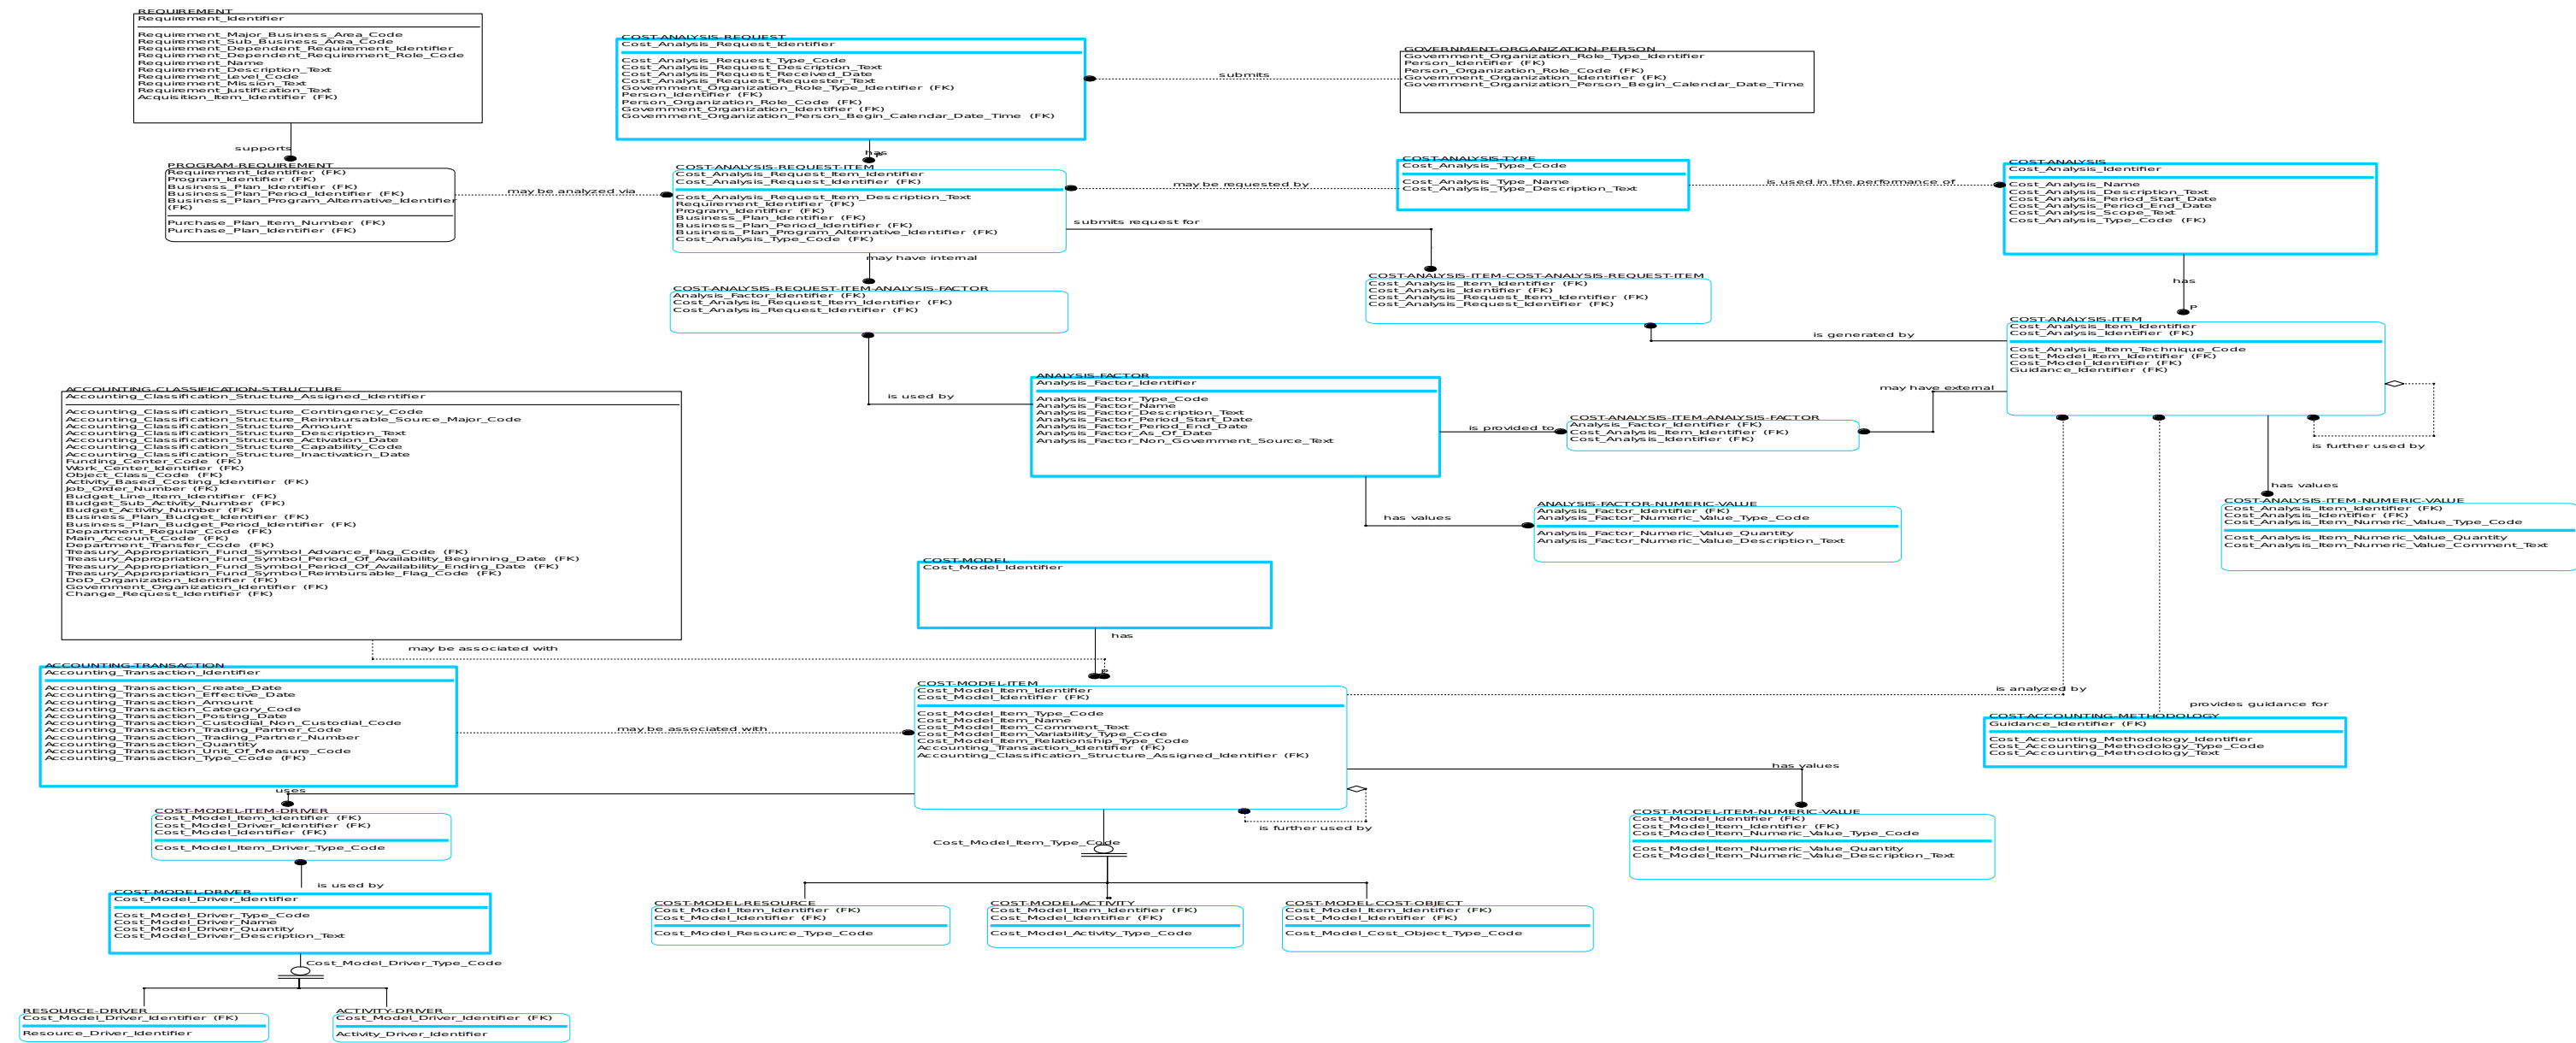 REQUIREMENT
Requirement_Identifier
Requirement_Major_Business_Area_Code
Requirement_Sub_Business_Area_Code
Requirement_Dependent_Requirement_Identifier
Requirement_Dependent_Requirement_Role_Code
Requirement_Name
Requirement_Description_Text
Requirement_Level_Code
Requirement_Mission_Text
Requirement_Justification_Text
Acquisition_Item_Identifier (FK)
COST-ANALYSIS-REQUEST
Cost_Analysis_Request_Identifier
Cost_Analysis_Request_Type_Code
Cost_Analysis_Request_Description_Text
Cost_Analysis_Request_Received_Date
Cost_Analysis_Request_Requester_Text
Government_Organization_Role_Type_Identifier (FK)
Person_Identifier (FK)
Person_Organization_Role_Code (FK)
Government_Organization_Identifier (FK)
Government_Organization_Person_Begin_Calendar_Date_Time (FK)
submits
GOVERNMENT-ORGANIZATION-PERSON
Government_Organization_Role_Type_Identifier
Person_Identifier (FK)
Person_Organization_Role_Code (FK)
Government_Organization_Identifier (FK)
Government_Organization_Person_Begin_Calendar_Date_Time
supports
has
P
PROGRAM-REQUIREMENT
Requirement_Identifier (FK)
Program_Identifier (FK)
Business_Plan_Identifier (FK)
Business_Plan_Period_Identifier (FK)
Business_Plan_Program_Alternative_Identifier
(FK)
Purchase_Plan_Item_Number (FK)
Purchase_Plan_Identifier (FK)
may be analyzed via
COST-ANALYSIS-REQUEST-ITEM
Cost_Analysis_Request_Item_Identifier
Cost_Analysis_Request_Identifier (FK)
Cost_Analysis_Request_Item_Description_Text
Requirement_Identifier (FK)
Program_Identifier (FK)
Business_Plan_Identifier (FK)
Business_Plan_Period_Identifier (FK)
Business_Plan_Program_Alternative_Identifier (FK)
Cost_Analysis_Type_Code (FK)
may be requested by
COST-ANALYSIS-TYPE
Cost_Analysis_Type_Code
Cost_Analysis_Type_Name
Cost_Analysis_Type_Description_Text
is used in the performance of
COST-ANALYSIS
Cost_Analysis_Identifier
Cost_Analysis_Name
Cost_Analysis_Description_Text
Cost_Analysis_Period_Start_Date
Cost_Analysis_Period_End_Date
Cost_Analysis_Scope_Text
Cost_Analysis_Type_Code (FK)
submits request for
may have internal
has
P
COST-ANALYSIS-REQUEST-ITEM-ANALYSIS-FACTOR
Analysis_Factor_Identifier (FK)
Cost_Analysis_Request_Item_Identifier (FK)
Cost_Analysis_Request_Identifier (FK)
COST-ANALYSIS-ITEM-COST-ANALYSIS-REQUEST-ITEM
Cost_Analysis_Item_Identifier (FK)
Cost_Analysis_Identifier (FK)
Cost_Analysis_Request_Item_Identifier (FK)
Cost_Analysis_Request_Identifier (FK)
is generated by
COST-ANALYSIS-ITEM
Cost_Analysis_Item_Identifier
Cost_Analysis_Identifier (FK)
Cost_Analysis_Item_Technique_Code
Cost_Model_Item_Identifier (FK)
Cost_Model_Identifier (FK)
Guidance_Identifier (FK)
may have external
is further used by
ACCOUNTING-CLASSIFICATION-STRUCTURE
Accounting_Classification_Structure_Assigned_Identifier
Accounting_Classification_Structure_Contingency_Code
Accounting_Classification_Structure_Reimbursable_Source_Major_Code
Accounting_Classification_Structure_Amount
Accounting_Classification_Structure_Description_Text
Accounting_Classification_Structure_Activation_Date
Accounting_Classification_Structure_Capability_Code
Accounting_Classification_Structure_Inactivation_Date
Funding_Center_Code (FK)
Work_Center_Identifier (FK)
Object_Class_Code (FK)
Activity_Based_Costing_Identifier (FK)
Job_Order_Number (FK)
Budget_Line_Item_Identifier (FK)
Budget_Sub_Activity_Number (FK)
Budget_Activity_Number (FK)
Business_Plan_Budget_Identifier (FK)
Business_Plan_Budget_Period_Identifier (FK)
Department_Regular_Code (FK)
Main_Account_Code (FK)
Department_Transfer_Code (FK)
Treasury_Appropriation_Fund_Symbol_Advance_Flag_Code (FK)
Treasury_Appropriation_Fund_Symbol_Period_Of_Availability_Beginning_Date (FK)
Treasury_Appropriation_Fund_Symbol_Period_Of_Availability_Ending_Date (FK)
Treasury_Appropriation_Fund_Symbol_Reimbursable_Flag_Code (FK)
DoD_Organization_Identifier (FK)
Government_Organization_Identifier (FK)
Change_Request_Identifier (FK)
is used by
ANALYSIS-FACTOR
Analysis_Factor_Identifier
Analysis_Factor_Type_Code
Analysis_Factor_Name
Analysis_Factor_Description_Text
Analysis_Factor_Period_Start_Date
Analysis_Factor_Period_End_Date
Analysis_Factor_As_Of_Date
Analysis_Factor_Non_Government_Source_Text
is provided to
COST-ANALYSIS-ITEM-ANALYSIS-FACTOR
Analysis_Factor_Identifier (FK)
Cost_Analysis_Item_Identifier (FK)
Cost_Analysis_Identifier (FK)
has values
ANALYSIS-FACTOR-NUMERIC-VALUE
Analysis_Factor_Identifier (FK)
Analysis_Factor_Numeric_Value_Type_Code
Analysis_Factor_Numeric_Value_Quantity
Analysis_Factor_Numeric_Value_Description_Text
has values
COST-ANALYSIS-ITEM-NUMERIC-VALUE
Cost_Analysis_Item_Identifier (FK)
Cost_Analysis_Identifier (FK)
Cost_Analysis_Item_Numeric_Value_Type_Code
Cost_Analysis_Item_Numeric_Value_Quantity
Cost_Analysis_Item_Numeric_Value_Comment_Text
COST-MODEL
Cost_Model_Identifier
has
P
may be associated with
ACCOUNTING-TRANSACTION
Accounting_Transaction_Identifier
Accounting_Transaction_Create_Date
Accounting_Transaction_Effective_Date
Accounting_Transaction_Amount
Accounting_Transaction_Category_Code
Accounting_Transaction_Posting_Date
Accounting_Transaction_Custodial_Non_Custodial_Code
Accounting_Transaction_Trading_Partner_Code
Accounting_Transaction_Trading_Partner_Number
Accounting_Transaction_Quantity
Accounting_Transaction_Unit_Of_Measure_Code
Accounting_Transaction_Type_Code (FK)
may be associated with
COST-MODEL-ITEM
Cost_Model_Item_Identifier
Cost_Model_Identifier (FK)
Cost_Model_Item_Type_Code
Cost_Model_Item_Name
Cost_Model_Item_Comment_Text
Cost_Model_Item_Variability_Type_Code
Cost_Model_Item_Relationship_Type_Code
Accounting_Transaction_Identifier (FK)
Accounting_Classification_Structure_Assigned_Identifier (FK)
is analyzed by
provides guidance for
COST-ACCOUNTING-METHODOLOGY
Guidance_Identifier (FK)
Cost_Accounting_Methodology_Identifier
Cost_Accounting_Methodology_Type_Code
Cost_Accounting_Methodology_Text
has values
uses
is further used by
COST-MODEL-ITEM-DRIVER
Cost_Model_Item_Identifier (FK)
Cost_Model_Driver_Identifier (FK)
Cost_Model_Identifier (FK)
Cost_Model_Item_Driver_Type_Code
COST-MODEL-ITEM-NUMERIC-VALUE
Cost_Model_Identifier (FK)
Cost_Model_Item_Identifier (FK)
Cost_Model_Item_Numeric_Value_Type_Code
Cost_Model_Item_Numeric_Value_Quantity
Cost_Model_Item_Numeric_Value_Description_Text
Cost_Model_Item_Type_Code
is used by
COST-MODEL-DRIVER
Cost_Model_Driver_Identifier
Cost_Model_Driver_Type_Code
Cost_Model_Driver_Name
Cost_Model_Driver_Quantity
Cost_Model_Driver_Description_Text
COST-MODEL-RESOURCE
Cost_Model_Item_Identifier (FK)
Cost_Model_Identifier (FK)
Cost_Model_Resource_Type_Code
COST-MODEL-ACTIVITY
Cost_Model_Item_Identifier (FK)
Cost_Model_Identifier (FK)
Cost_Model_Activity_Type_Code
COST-MODEL-COST-OBJECT
Cost_Model_Item_Identifier (FK)
Cost_Model_Identifier (FK)
Cost_Model_Cost_Object_Type_Code
Cost_Model_Driver_Type_Code
RESOURCE-DRIVER
Cost_Model_Driver_Identifier (FK)
Resource_Driver_Identifier
ACTIVITY-DRIVER
Cost_Model_Driver_Identifier (FK)
Activity_Driver_Identifier